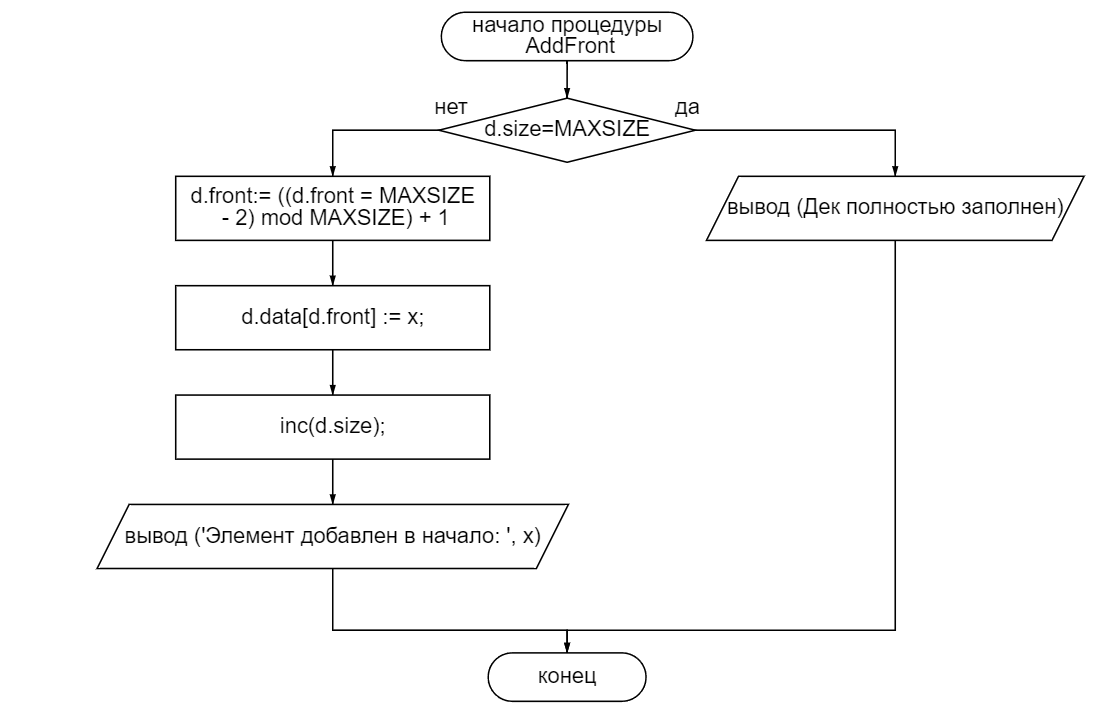 начало процедуры
AddFront
нет
да
d.size=MAXSIZE
d.front:= ((d.front = MAXSIZE
- 2) mod MAXSIZE) + 1
вывод (Дек полностью заполнен)
d.data[d.front] := x;
inc(d.size);
вывод ('Элемент добавлен в начало: ', x)
конец